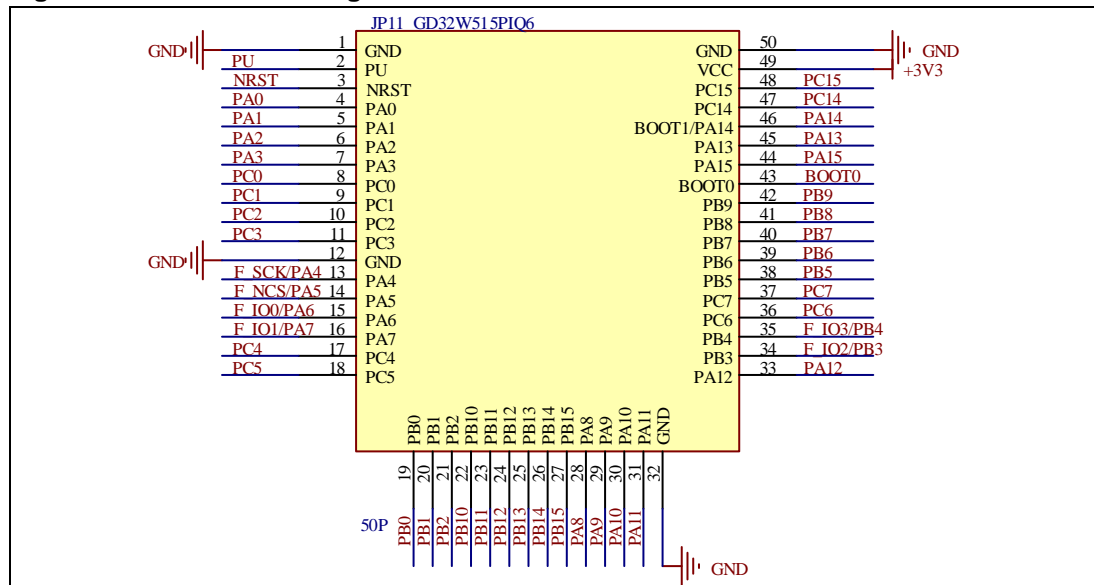 JP11 GD32W515PIQ6
GND 1 GND
PU 2 PU
NRST 3 NRST
PA0 4 PA0
PA1 5 PA1
PA2 6 PA2
PA3 7 PA3
PC0 8 PC0
PC1 9 PC1
PC2 10 PC2
PC3 11 PC3
GND 12 GND
F_SCK/PA4 13 PA4
F_NCS/PA5 14 PA5
F_IO0/PA6 15 PA6
F_IO1/PA7 16 PA7
PC4 17 PC4
PC5 18 PC5
GND 50 GND
VCC 49 +3V3
PC15 48 PC15
PC14 47 PC14
BOOT1/PA14 46 PA14
PA13 45 PA13
PA15 44 PA15
BOOT0 43 BOOT0
PB9 42 PB9
PB8 41 PB8
PB7 40 PB7
PB6 39 PB6
PB5 38 PB5
PC7 37 PC7
PC6 36 PC6
PB4 35 F_IO3/PB4
PB3 34 F_IO2/PB3
PA12 33 PA12
PB0 19 PB0
PB1 20 PB1
PB2 21 PB2
PB10 22 PB10
PB11 23 PB11
PB12 24 PB12
PB13 25 PB13
PB14 26 PB14
PB15 27 PB15
PA8 28 PA8
PA9 29 PA9
PA10 30 PA10
PA11 31 PA11
GND 32 GND
50P